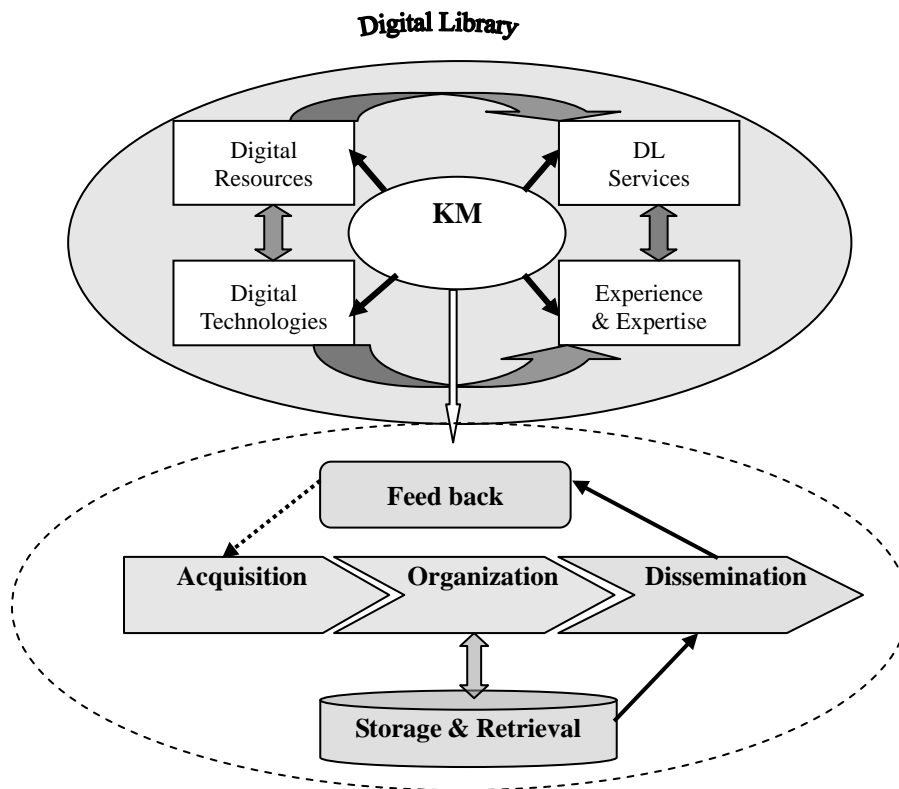 Digital Library
Digital
Resources
DL
Services
KM
Digital
Technologies
Experience
& Expertise
Feed back
Acquisition
Organization
Dissemination
Storage & Retrieval